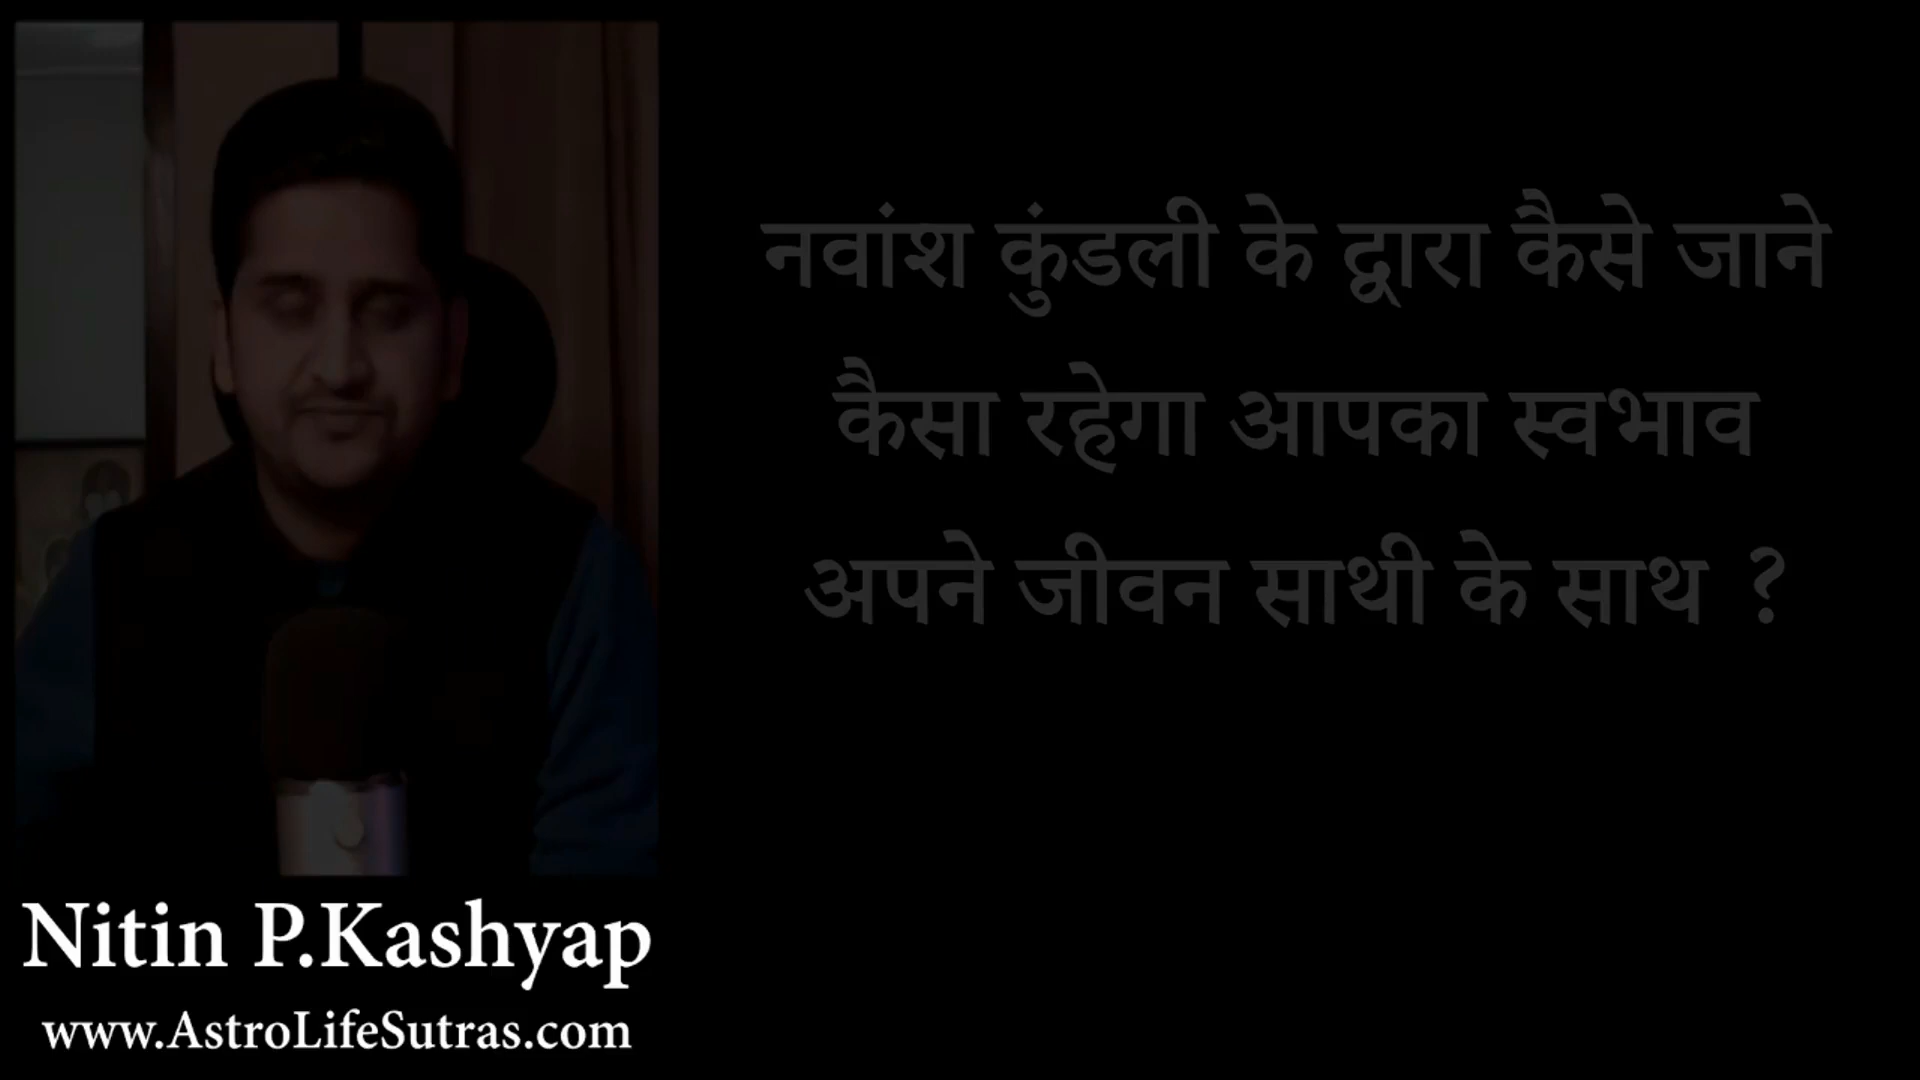 नवांश कुंडली के द्वारा कैसे जाने
कैसा रहेगा आपका स्वभाव
अपने जीवन साथी के साथ ?
Nitin P.Kashyap
www.AstroLifeSutras.com